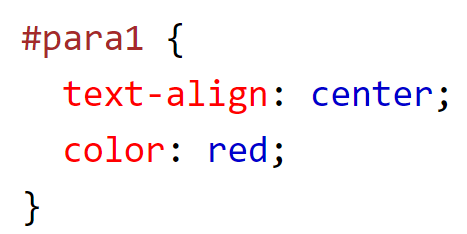 #para1 {
  text-align: center;
  color: red;
}